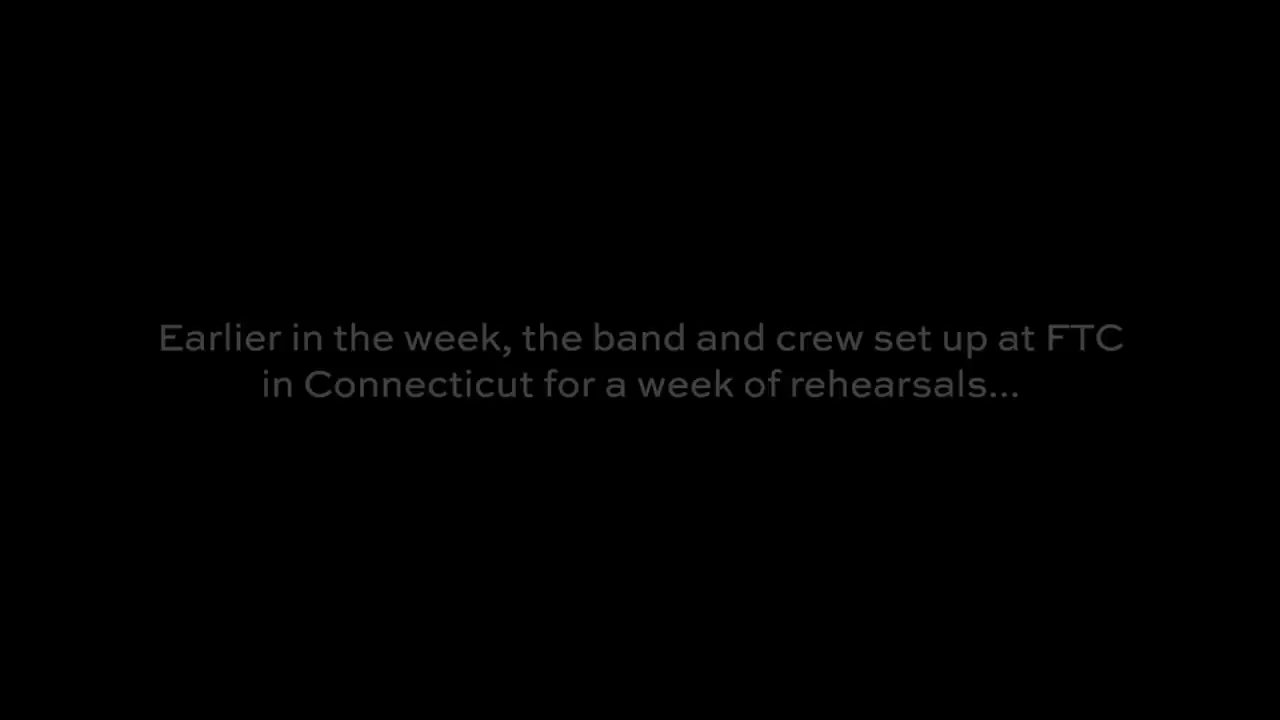 Earlier in the week, the band and crew set up at FTC
in Connecticut for a week of rehearsals...